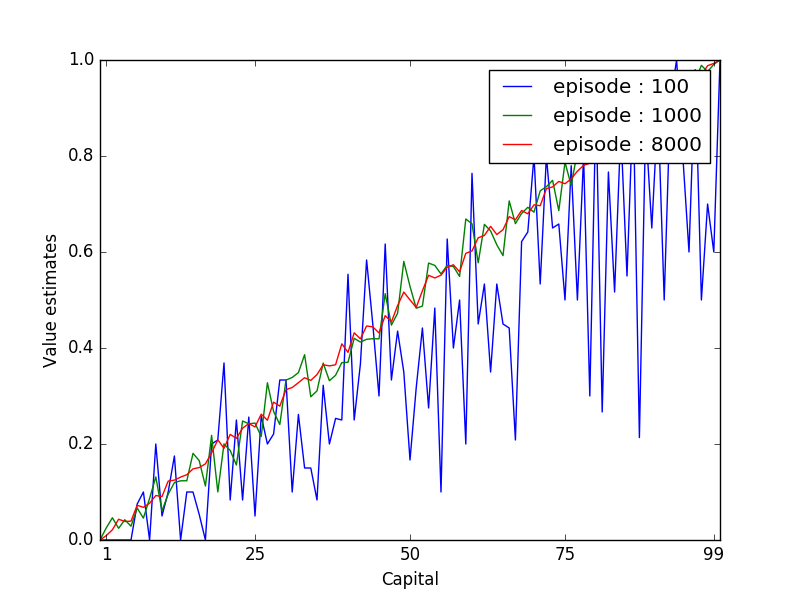 1.0
0.8
0.6
0.4
0.2
0.0
Value estimates
episode : 100
episode : 1000
episode : 8000
1 25 50 75 99
Capital